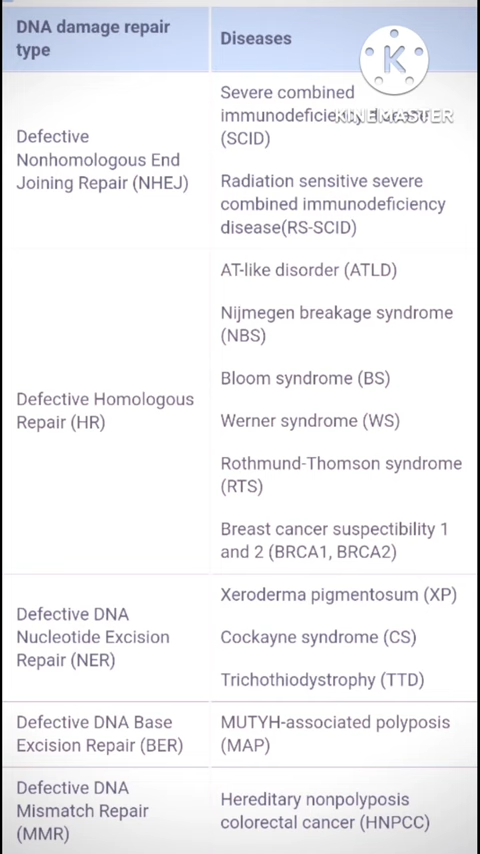 DNA damage repair
type
Diseases
KINEMASTER
Defective
Nonhomologous End
Joining Repair (NHEJ)
Severe combined
immunodeficiency
(SCID)
Radiation sensitive severe
combined immunodeficiency
disease(RS-SCID)
Defective Homologous
Repair (HR)
AT-like disorder (ATLD)
Nijmegen breakage syndrome
(NBS)
Bloom syndrome (BS)
Werner syndrome (WS)
Rothmund-Thomson syndrome
(RTS)
Breast cancer suspectibility 1
and 2 (BRCA1, BRCA2)
Defective DNA
Nucleotide Excision
Repair (NER)
Xeroderma pigmentosum (XP)
Cockayne syndrome (CS)
Trichothiodystrophy (TTD)
Defective DNA Base
Excision Repair (BER)
MUTYH-associated polyposis
(MAP)
Defective DNA
Mismatch Repair
(MMR)
Hereditary nonpolyposis
colorectal cancer (HNPCC)